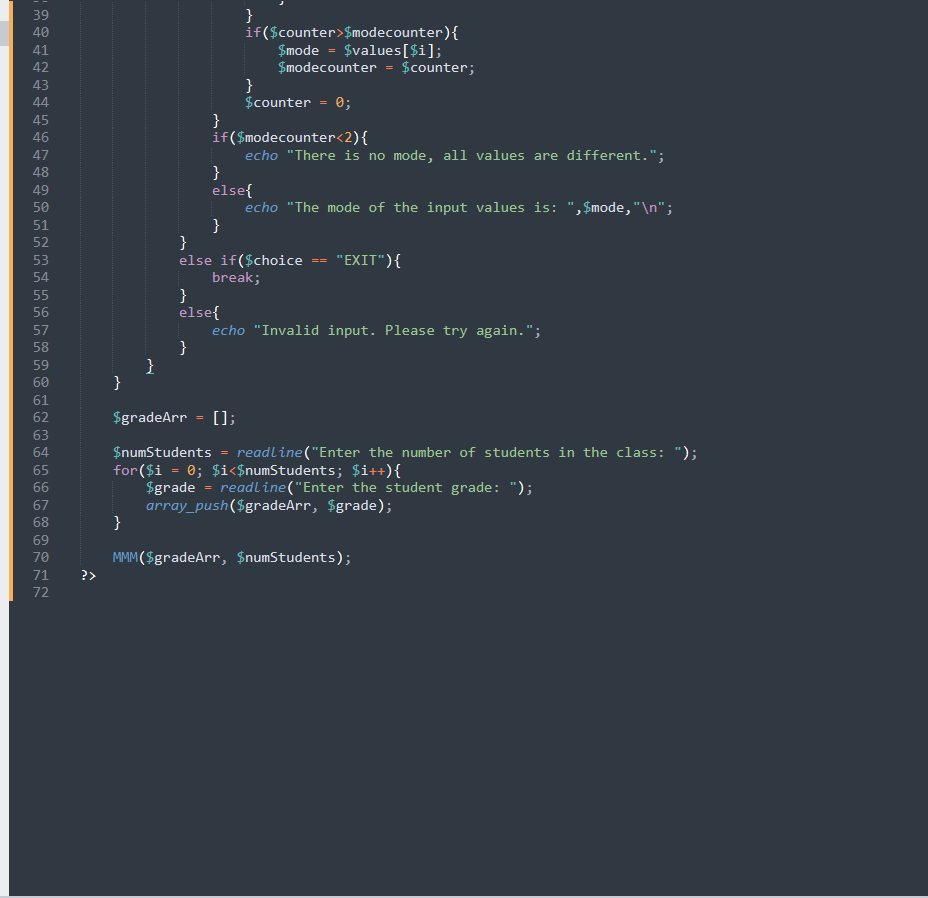 39 }
40 if($counter>$modecounter){
41 $mode = $values[$i];
42 $modecounter = $counter;
43 }
44 $counter = 0;
45 }
46 if($modecounter<2){
47 echo "There is no mode, all values are different.";
48 }
49 else{
50 echo "The mode of the input values is: ",$mode,"\n";
51 }
52 }
53 else if($choice == "EXIT"){
54 break;
55 }
56 else{
57 echo "Invalid input. Please try again.";
58 }
59 }
60 }
61
62 $gradeArr = [];
63
64 $numStudents = readline("Enter the number of students in the class: ");
65 for($i = 0; $i<$numStudents; $i++){
66 $grade = readline("Enter the student grade: ");
67 array_push($gradeArr, $grade);
68 }
69
70 MMM($gradeArr, $numStudents);
71 ?>
72